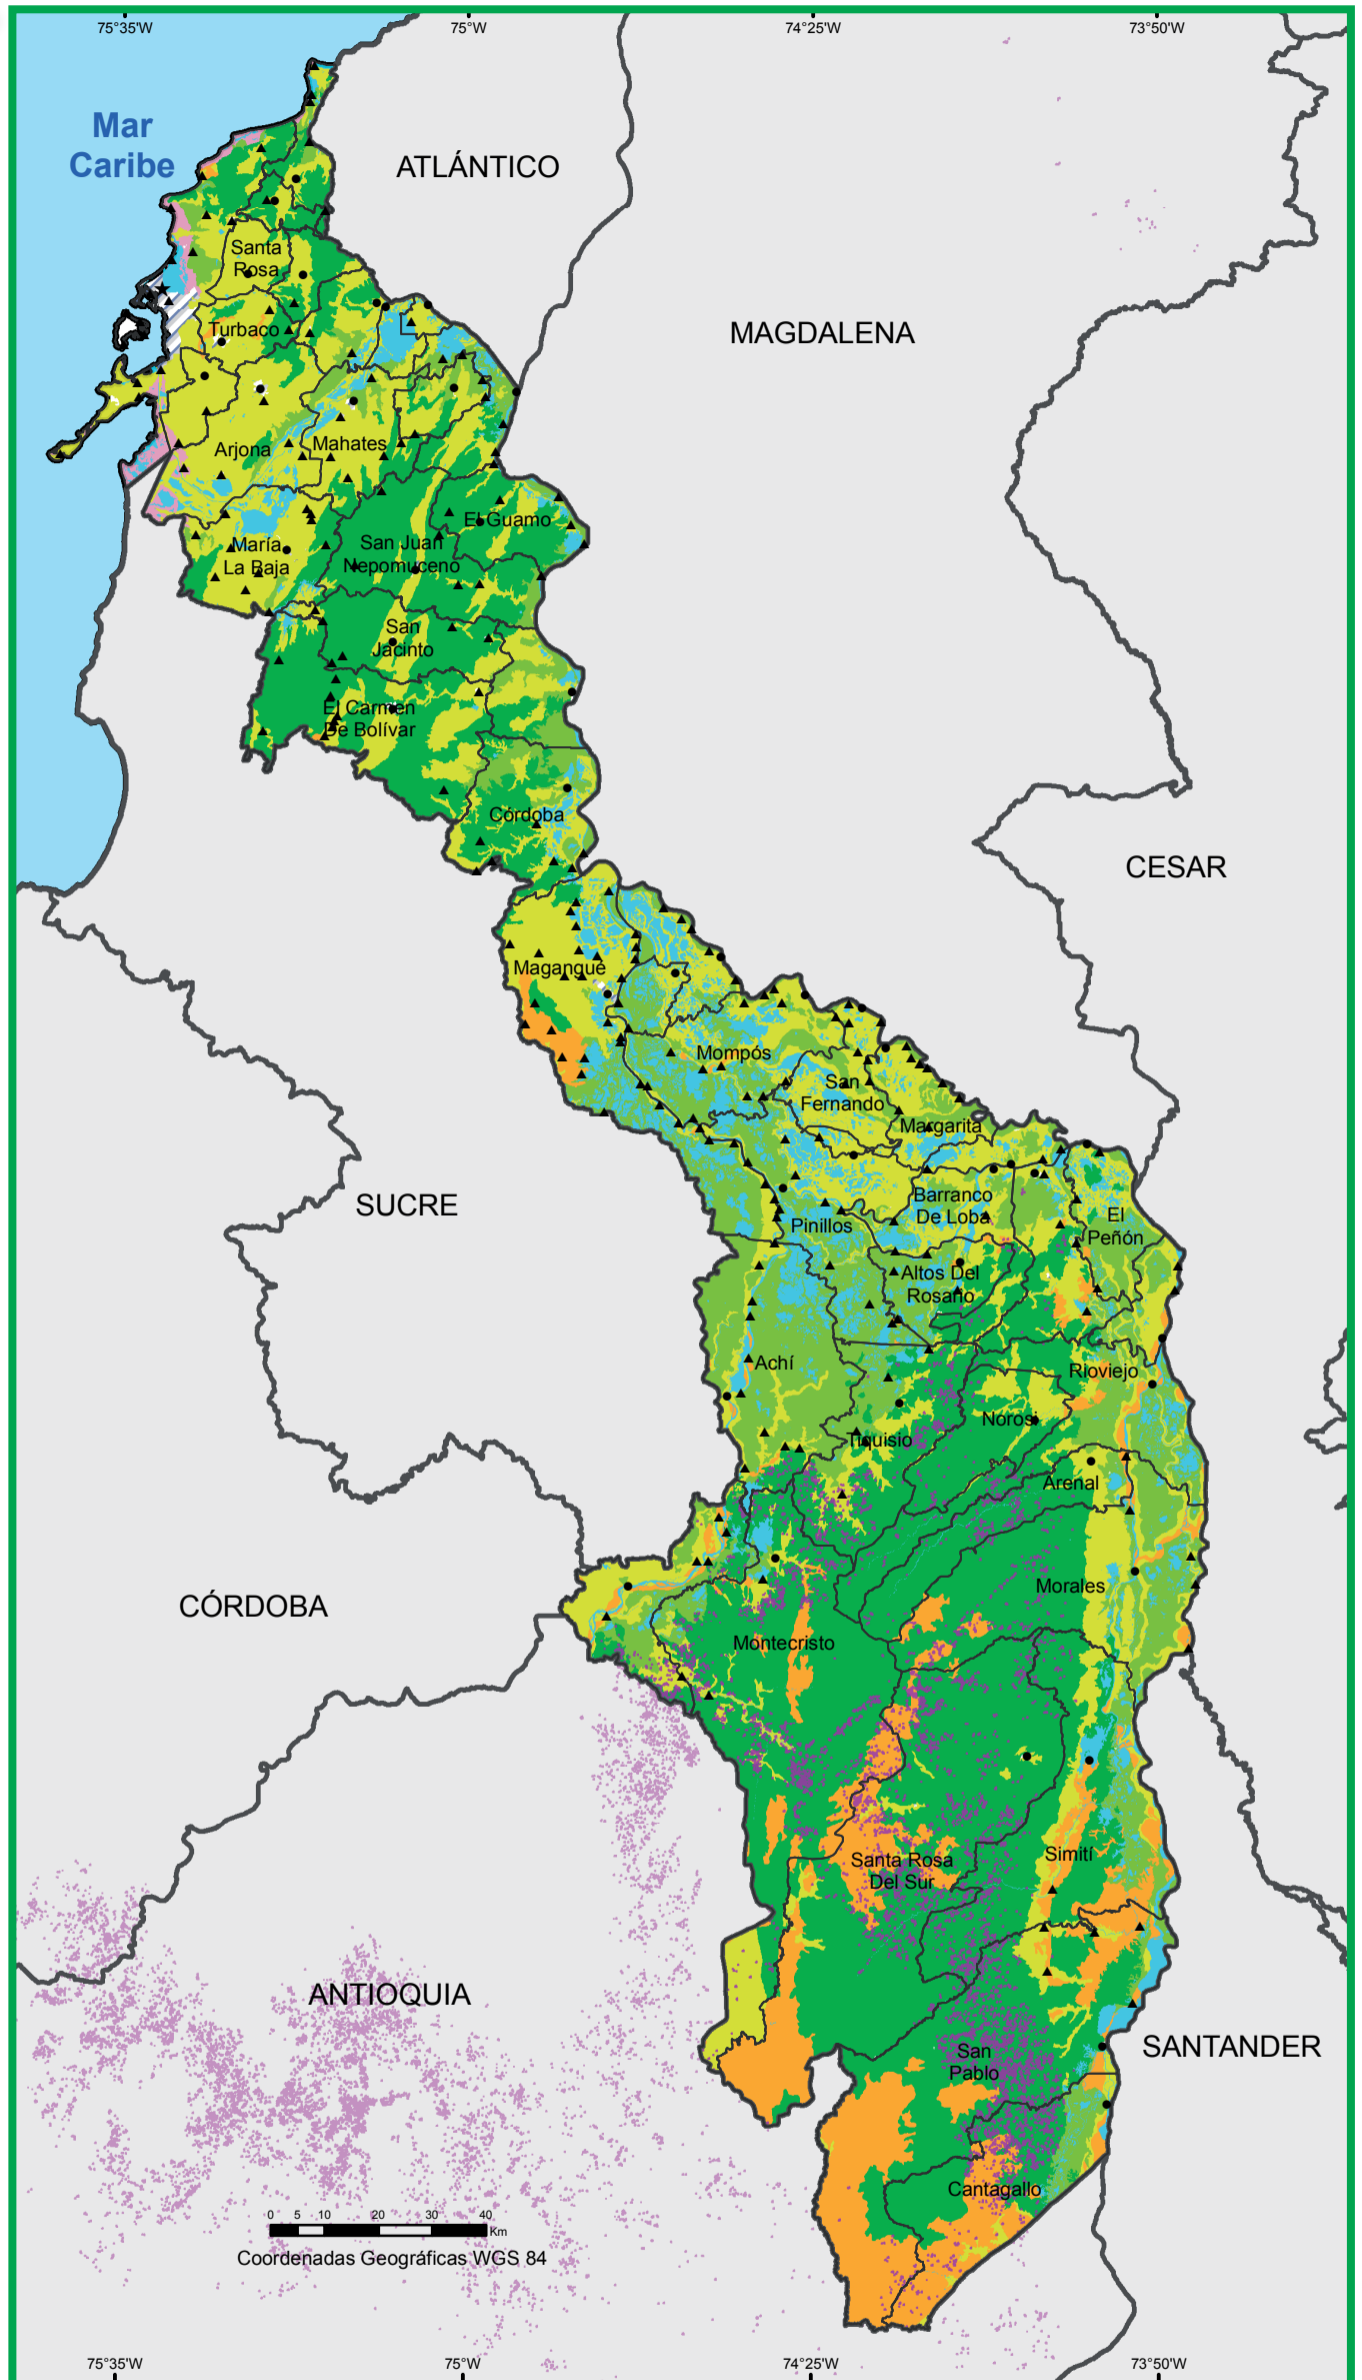 75°35'W 75°W 74°25'W 73°50'W
Mar
Caribe
ATLÁNTICO
Santa
Rosa
Turbaco
MAGDALENA
Arjona
Mahates
El Guamo
María
La Baja
San Juan
Nepomuceno
San
Jacinto
El Carmen
De Bolívar
Córdoba
CESAR
Magangué
Mompós
San
Fernando
Margarita
SUCRE
Barranco
De Loba
Pinillos
El
Peñón
Altos Del
Rosario
Achí
Rioviejo
Norosí
Tiquisio
Arenal
Morales
CÓRDOBA
Montecristo
Simití
Santa Rosa
Del Sur
ANTIOQUIA
SANTANDER
San
Pablo
Cantagallo
0 5 10 20 30 40
Km
Coordenadas Geográficas WGS 84
75°35'W 75°W 74°25'W 73°50'W